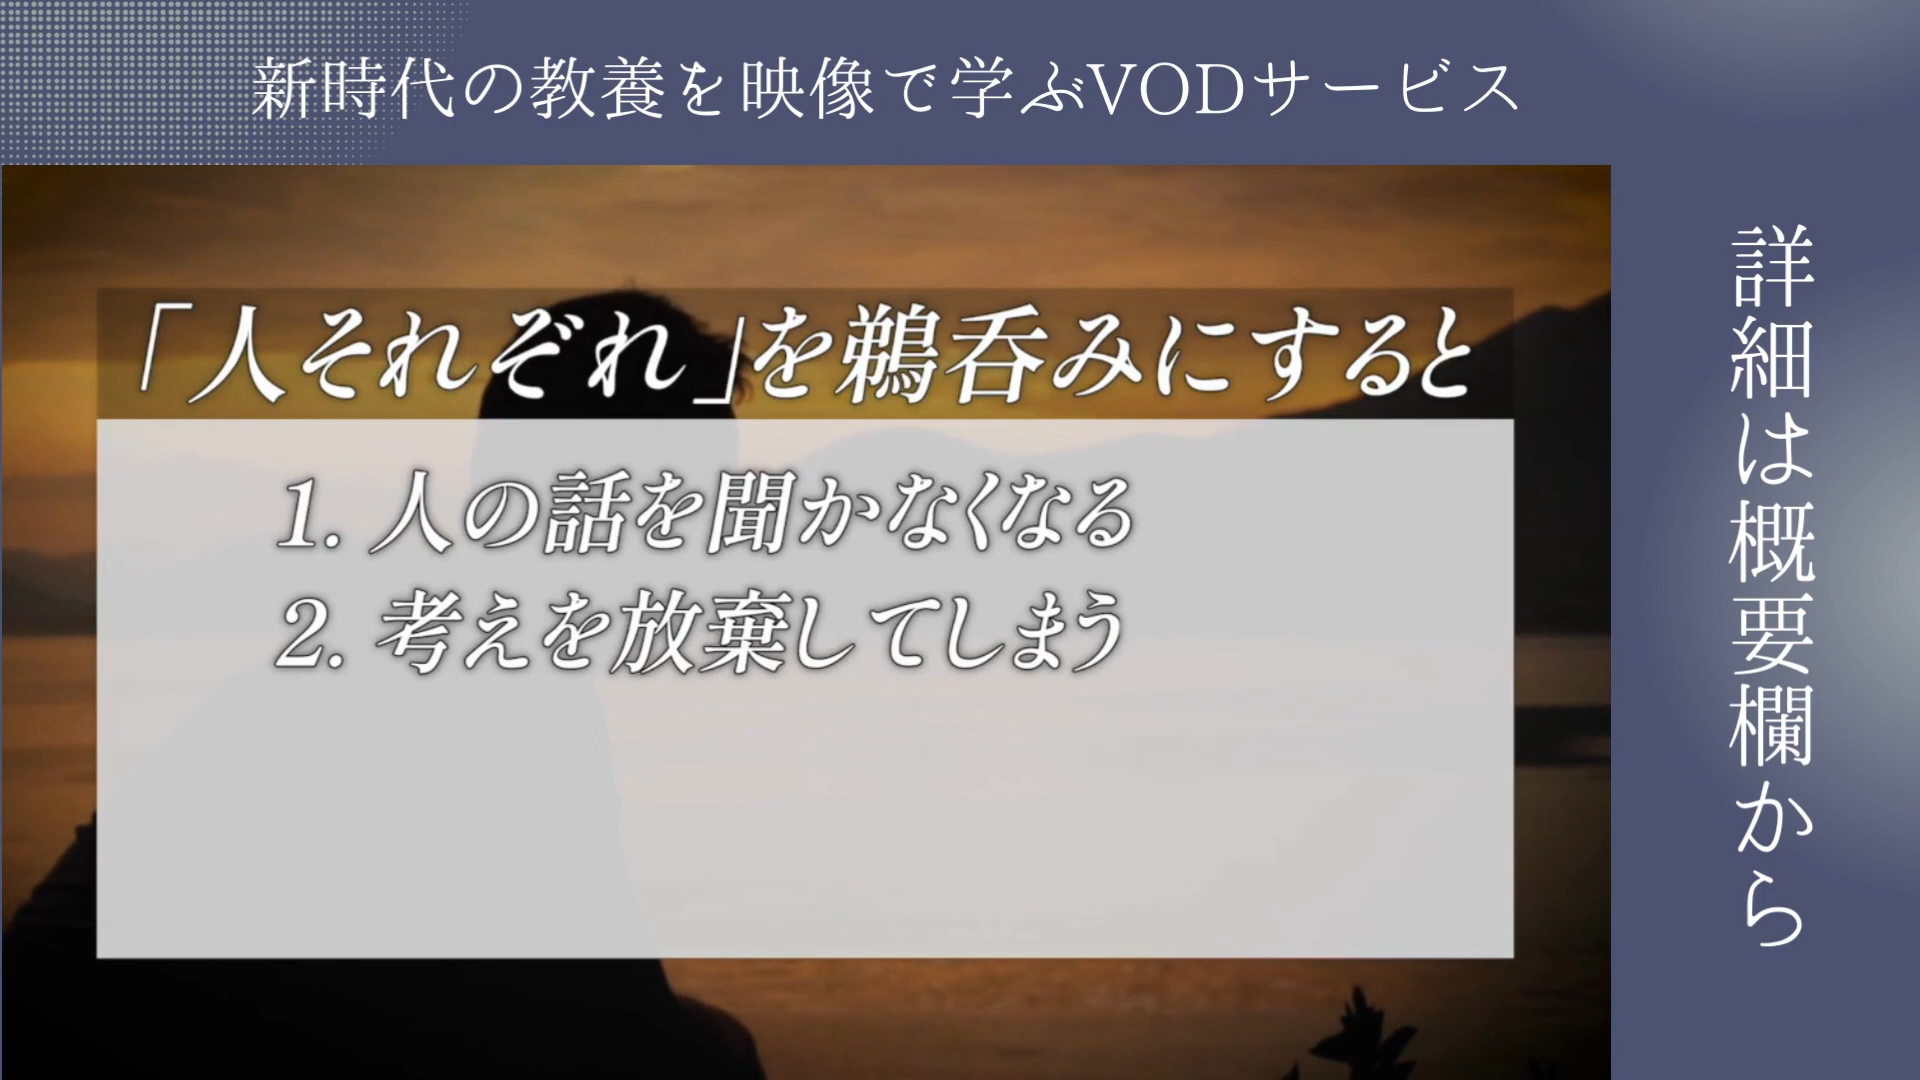 新時代の教養を映像で学ぶVODサービス
「人それぞれ」を鵜呑みにすると
1. 人の話を聞かなくなる
2. 考えを放棄してしまう
詳細は概要欄から